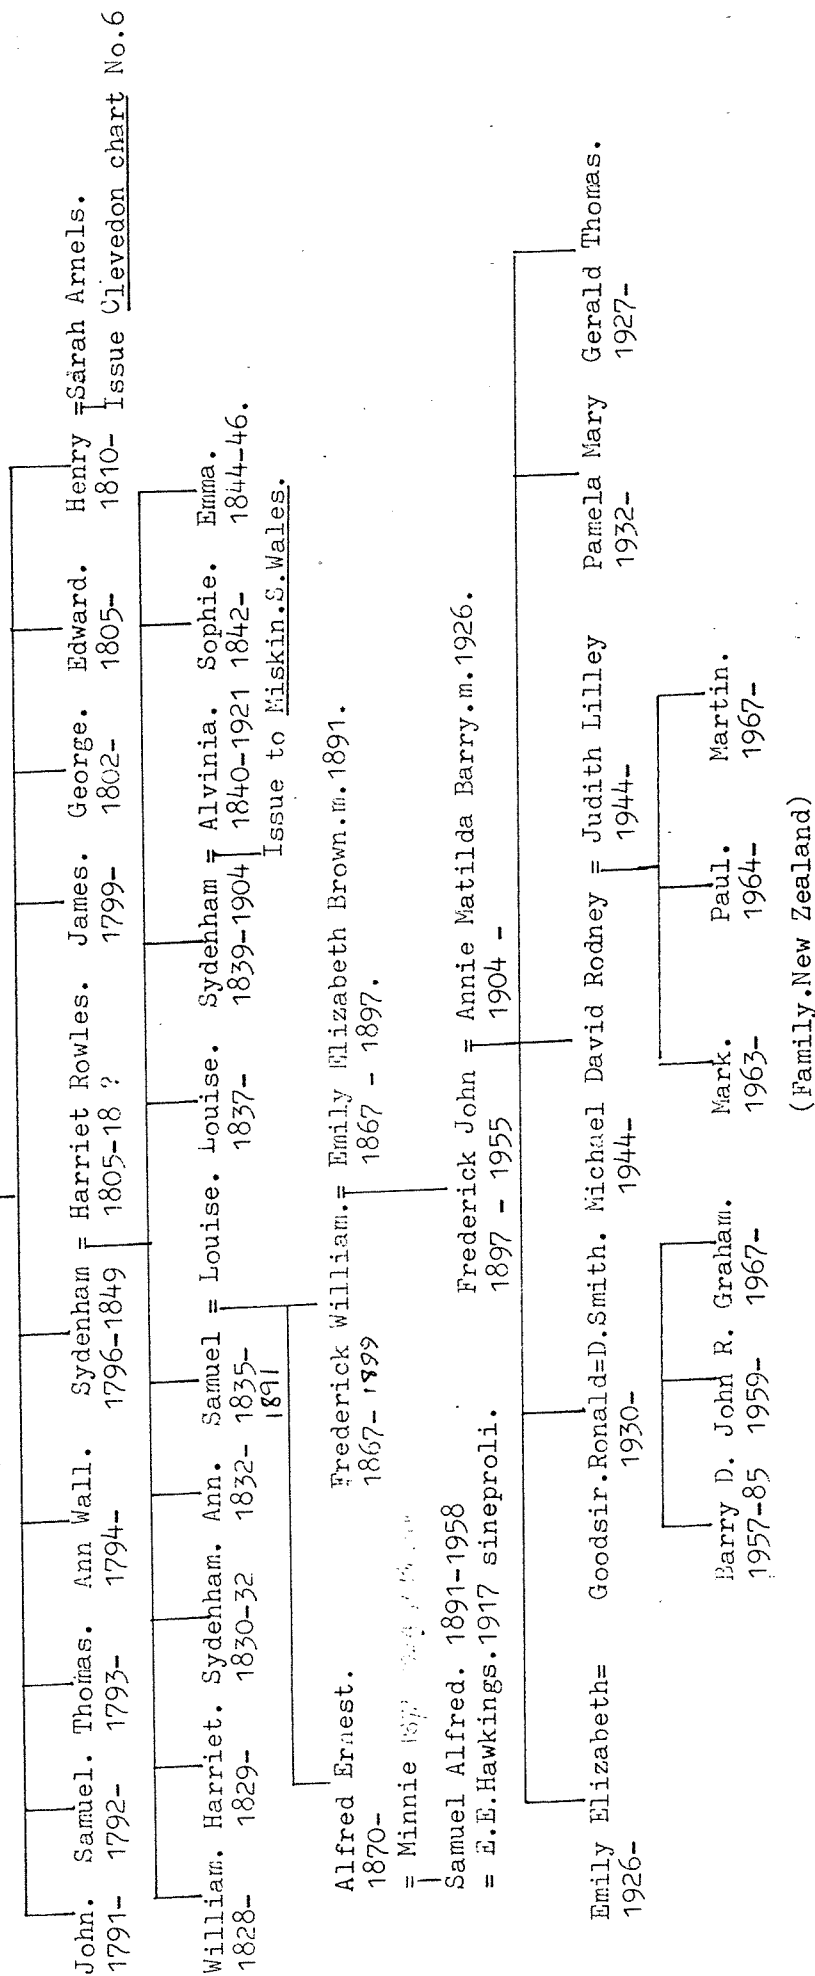 John. Samuel. Thomas. Ann Wall. Sydenham = Harriet Rowles. James. George. Edward. Henry =Sarah Arnels.
1791- 1792- 1793- 1794- 1796-1849 1805-18 ? 1799- 1802- 1805- 1810- Issue Clevedon chart No.6
William. Harriet. Sydenham. Ann. Samuel = Louise. Louise. Sydenham = Alvinia. Sophie. Emma.
1828- 1829- 1830-32 1832- 1835- 1837- 1839-1904 1840-1921 1842- 1844-46.
1891
Issue to Miskin.S.Wales.
Alfred Ernest. Frederick William.= Emily Elizabeth Brown.m.1891.
1870- 1867-1899 1867 - 1897.
= Minnie
Samuel Alfred. 1891-1958
= E.E.Hawkings.1917 sineproli.
Frederick John = Annie Matilda Barry.m.1926.
1897 - 1955 1904 -
Emily Elizabeth= Goodsir.Ronald=D.Smith. Michael David Rodney = Judith Lilley Pamela Mary Gerald Thomas.
1926- 1930- 1944- 1944- 1932- 1927-
Barry D. John R. Graham. Mark. Paul. Martin.
1957-85 1959- 1967- 1963- 1964- 1967-
(Family.New Zealand)